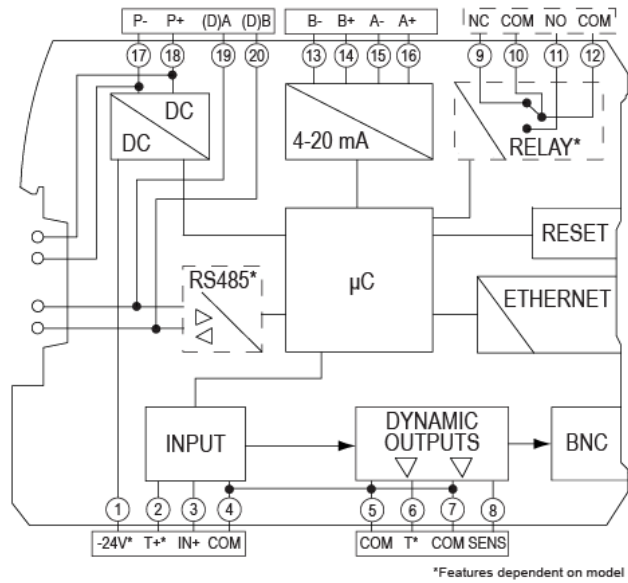 P- P+ (D)A (D)B
B- B+ A- A+
NC COM NO COM
17 18 19 20
13 14 15 16
9 10 11 12
DC
DC
4-20 mA
RELAY*
RESET
RS485*
µC
ETHERNET
INPUT
DYNAMIC
OUTPUTS
BNC
1 2 3 4
5 6 7 8
-24V* T+* IN+ COM
COM T* COM SENS
*Features dependent on model